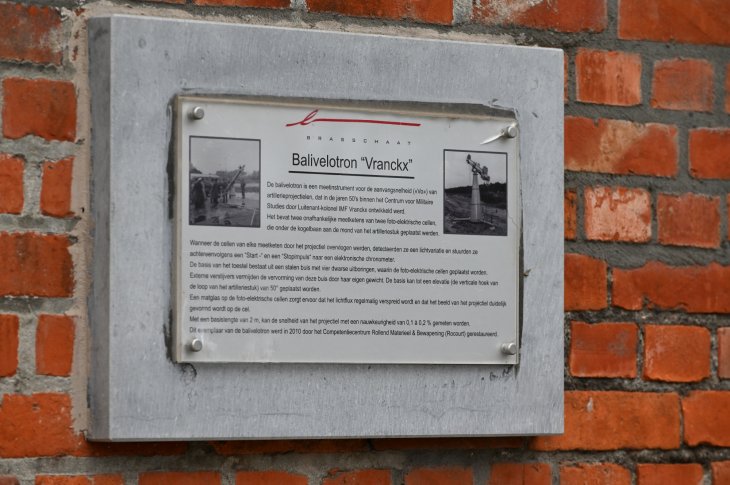 BRASSCHAAT
Balivelotron "Vranckx"
De balivelotron is een meetinstrument voor de aanvangsnelheid («Vo») van
artillerieprojectielen, dat in de jaren 50's binnen het Centrum voor Militaire
Studies door Luitenant-kolonel IMF Vranckx ontwikkeld werd.
Het bevat twee onafhankelijke meetketens van twee foto-elektrische cellen,
die onder de kogelbaan aan de mond van het artilleriestuk geplaatst werden.
Wanneer de cellen van elke meetketen door het projectiel overvlogen werden, detecteerden ze een lichtvariatie en stuurden ze
achtereenvolgens een "Start -" en een "Stopimpuls" naar een elektronische chronometer.
De basis van het toestel bestaat uit een stalen buis met vier dwarse uitboringen, waarin de foto-elektrische cellen geplaatst worden.
Externe verstijvers vermijden de vervorming van deze buis door haar eigen gewicht. De basis kan tot een elevatie (de verticale hoek van
de loop van het artilleriestuk) van 50° geplaatst worden.
Een matglas op de foto-elektrische cellen zorgt ervoor dat het lichtflux regelmatig verspreid wordt en dat het beeld van het projectiel duidelijk
gevormd wordt op de cel.
Met een basislengte van 2 m, kan de snelheid van het projectiel met een nauwkeurigheid van 0,1 à 0,2 % gemeten worden.
Dit exemplaar van de balivelotron werd in 2010 door het Competentiecentrum Rollend Materieel & Bewapening (Rocourt) gerestaureerd.